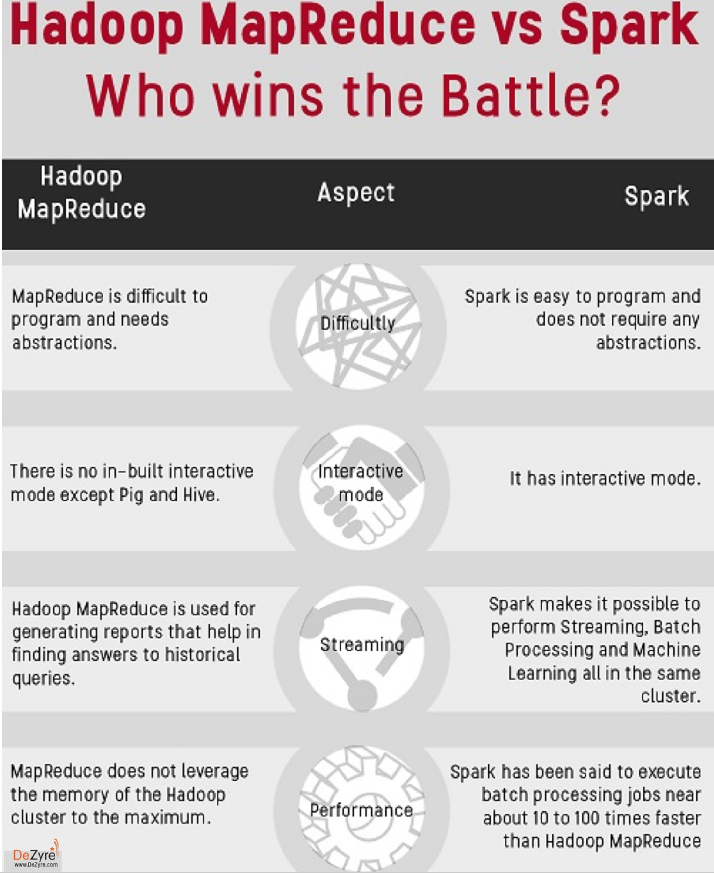 Hadoop MapReduce vs Spark
Who wins the Battle?
Hadoop
MapReduce
Aspect
Spark
MapReduce is difficult to
program and needs
abstractions.
Difficultly
Spark is easy to program and
does not require any
abstractions.
There is no in-built interactive
mode except Pig and Hive.
Interactive
mode
It has interactive mode.
Hadoop MapReduce is used for
generating reports that help in
finding answers to historical
queries.
Streaming
Spark makes it possible to
perform Streaming, Batch
Processing and Machine
Learning all in the same
cluster.
MapReduce does not leverage
the memory of the Hadoop
cluster to the maximum.
Performance
Spark has been said to execute
batch processing jobs near
about 10 to 100 times faster
than Hadoop MapReduce
DeZyre
www.DeZyre.com